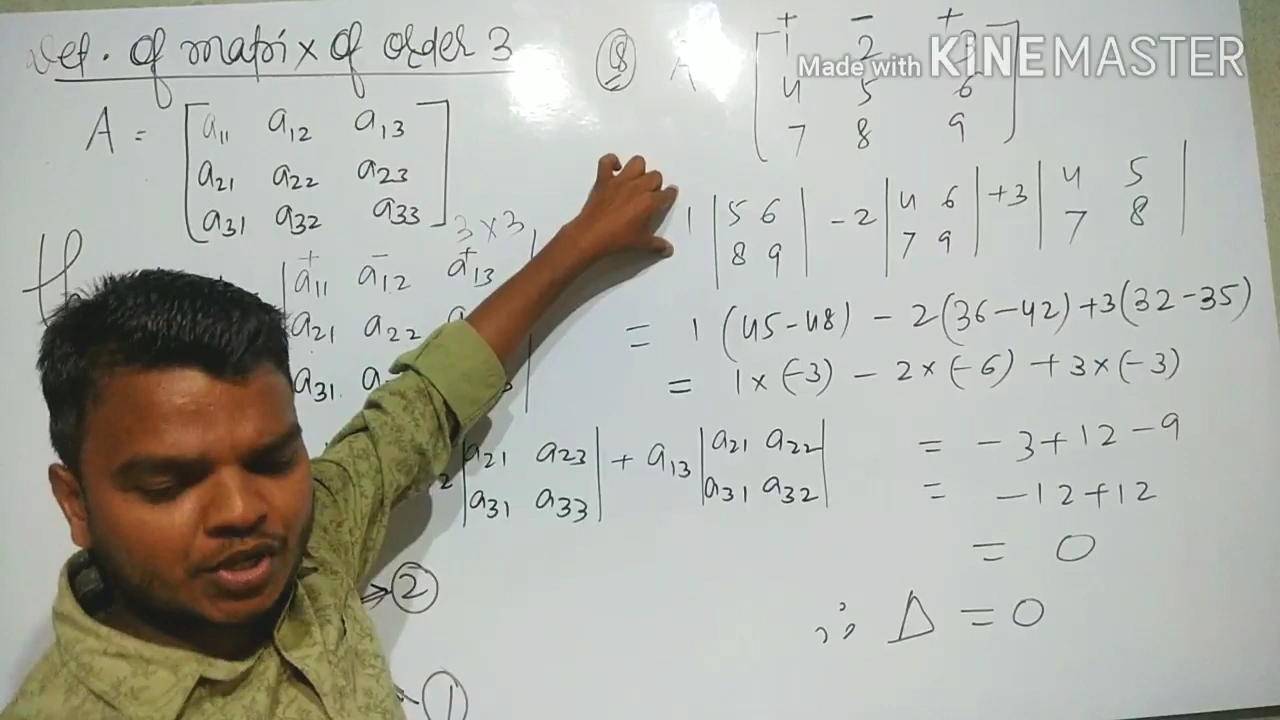 Det. Of matrix of order 3
A = [ a11 a12 a13
a21 a22 a23
a31 a32 a33 ] 3×3
+ − +
a11 a12 a13
a21 a22
a31
2 | a21 a23 | + a13 | a21 a22 |
| a31 a33 | | a31 a32 |
②
①
Q A
+ − +
1 2 3
4 5 6
7 8 9
Made with KINEMASTER
1 | 5 6 | − 2 | 4 6 | + 3 | 4 5 |
| 8 9 | | 7 9 | | 7 8 |
= 1 (45−48) − 2(36−42) + 3(32−35)
= 1×(−3) − 2×(−6) + 3×(−3)
= −3+12−9
= −12+12
= 0
∴ Δ = 0